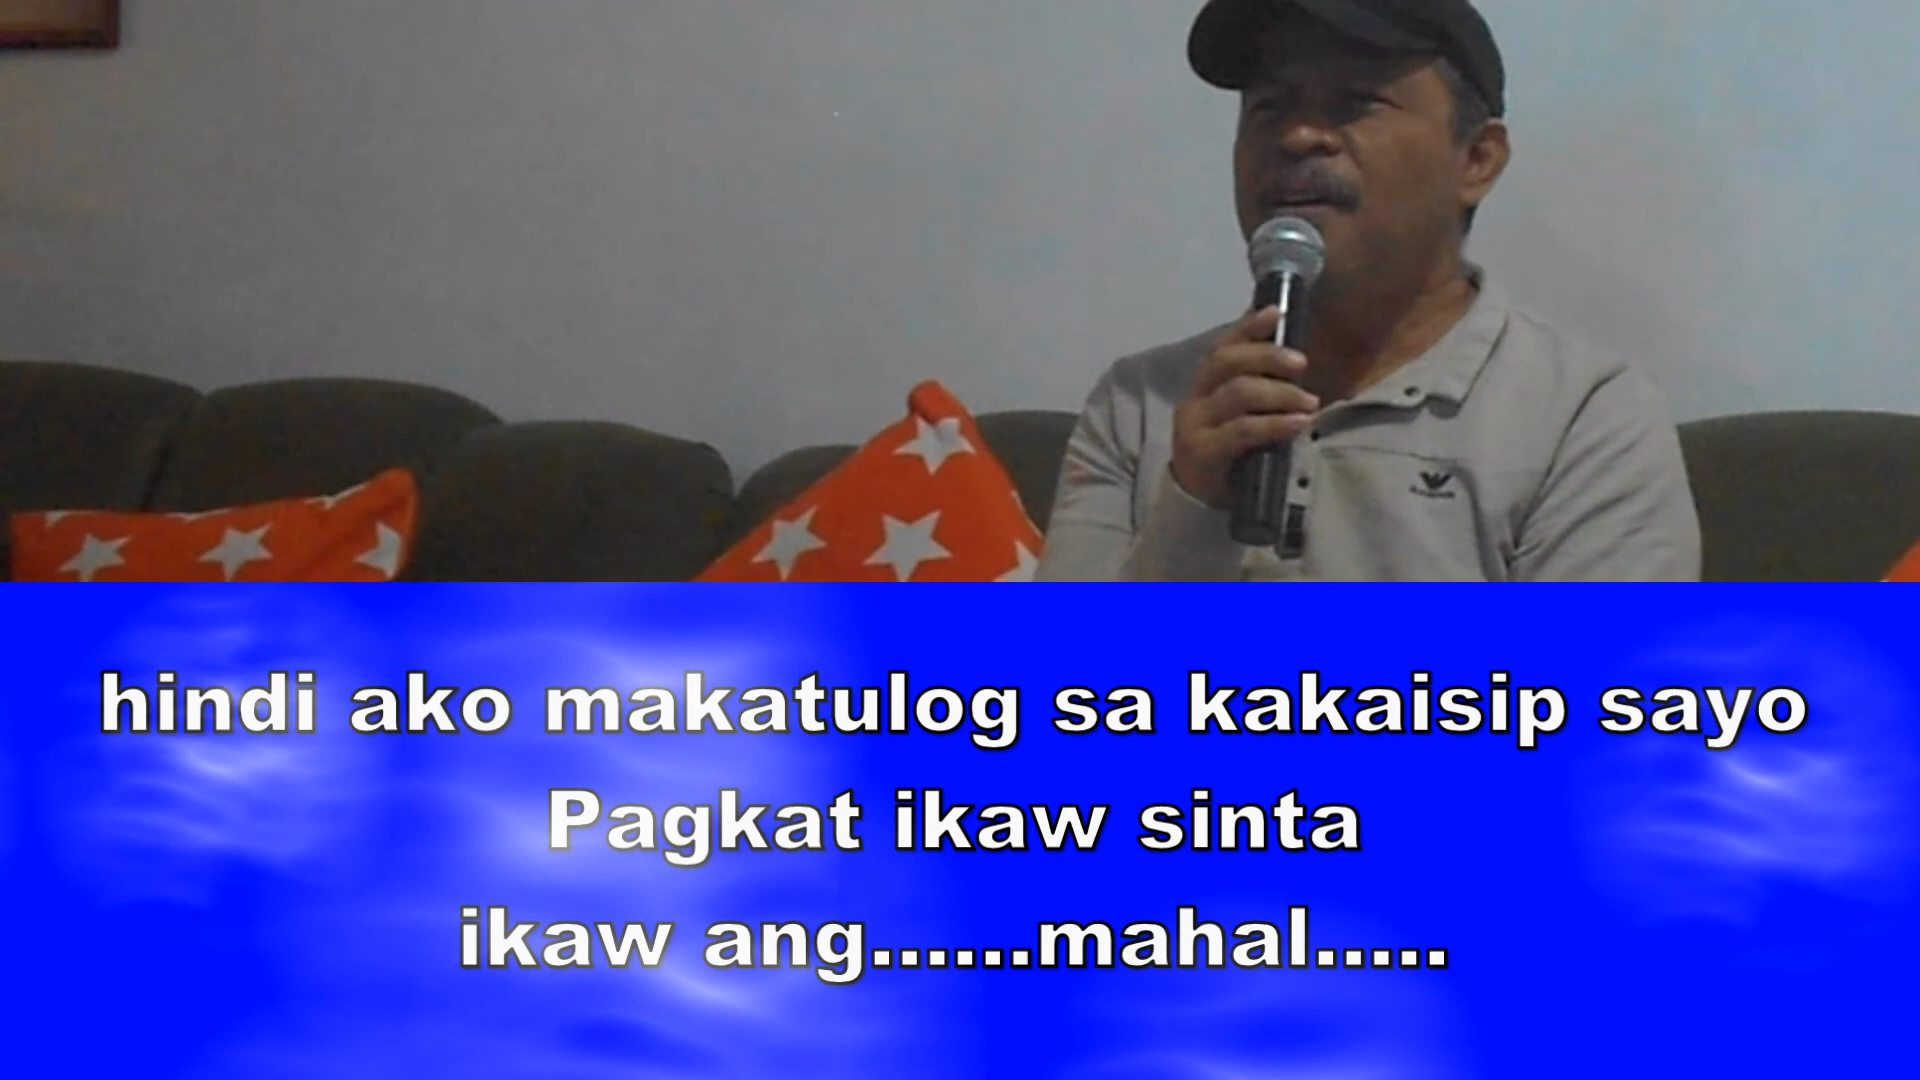 hindi ako makatulog sa kakaisip sayo
Pagkat ikaw sinta
ikaw ang......mahal.....